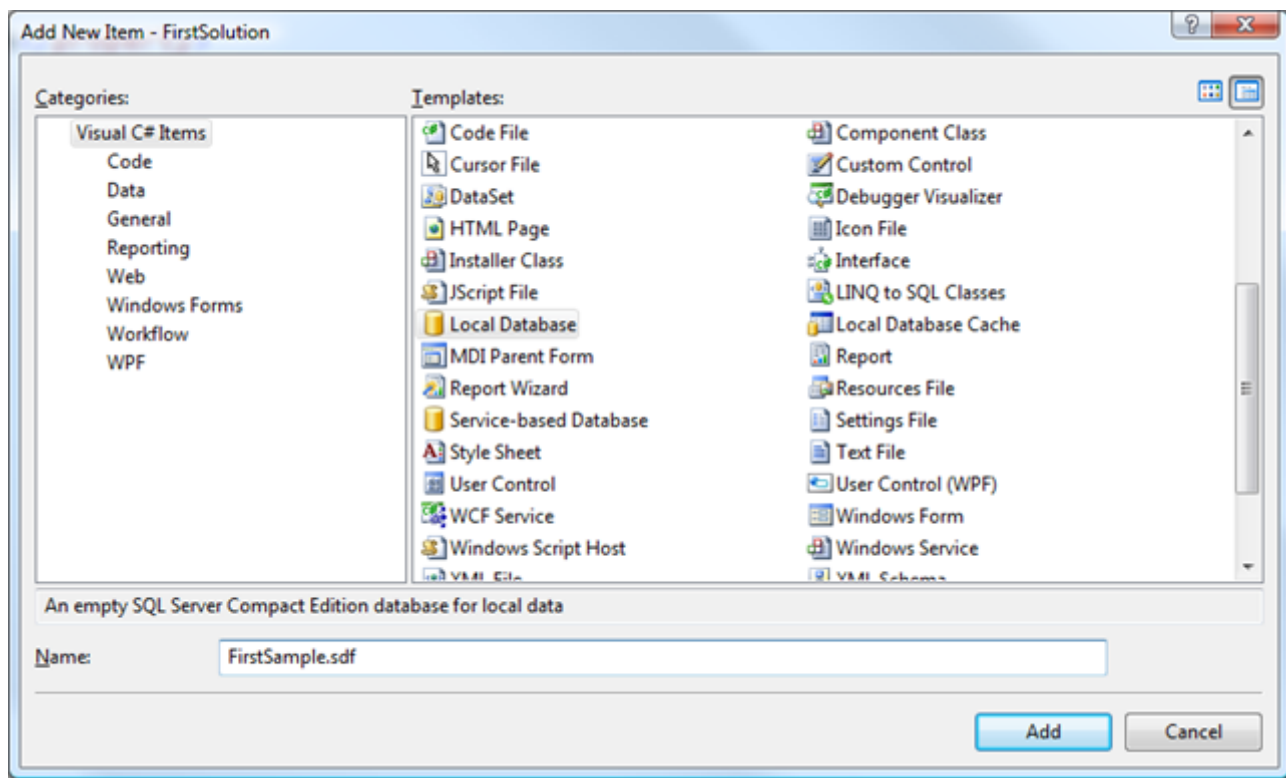 Add New Item - FirstSolution
Categories:
Templates:
Visual C# Items
Code
Data
General
Reporting
Web
Windows Forms
Workflow
WPF
Code File
Component Class
Cursor File
Custom Control
DataSet
Debugger Visualizer
HTML Page
Icon File
Installer Class
Interface
JScript File
LINQ to SQL Classes
Local Database
Local Database Cache
MDI Parent Form
Report
Report Wizard
Resources File
Service-based Database
Settings File
Style Sheet
Text File
User Control
User Control (WPF)
WCF Service
Windows Form
Windows Script Host
Windows Service
XML File
XML Schema
An empty SQL Server Compact Edition database for local data
Name:
FirstSample.sdf
Add
Cancel